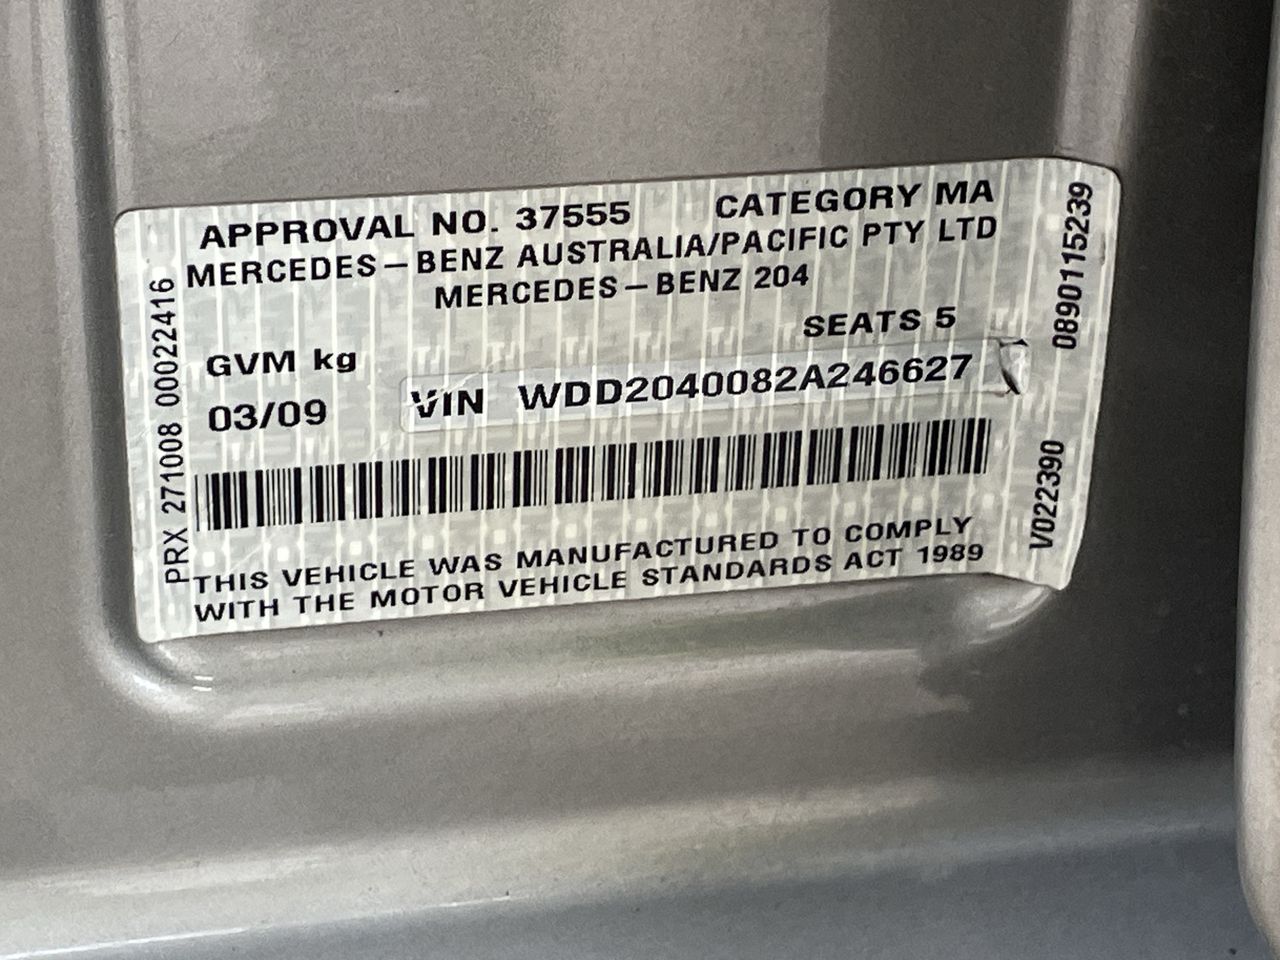 APPROVAL NO. 37555 CATEGORY MA
MERCEDES-BENZ AUSTRALIA/PACIFIC PTY LTD
MERCEDES-BENZ 204
SEATS 5
GVM kg
03/09 VIN WDD2040082A246627
THIS VEHICLE WAS MANUFACTURED TO COMPLY
WITH THE MOTOR VEHICLE STANDARDS ACT 1989
PRX 271008 00022416
0890115239
V022390